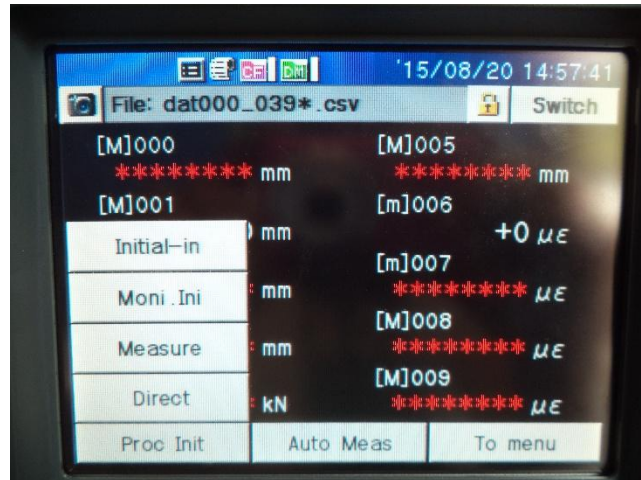 CF DM '15/08/20 14:57:41
File: dat000_039*.csv Switch
[M]000 [M]005
******** mm ******** mm
[M]001 [m]006
mm +0 με
Initial-in
[m]007
Moni.Ini mm ******** με
[M]008
Measure mm ******** με
[M]009
Direct kN ******** με
Proc Init Auto Meas To menu